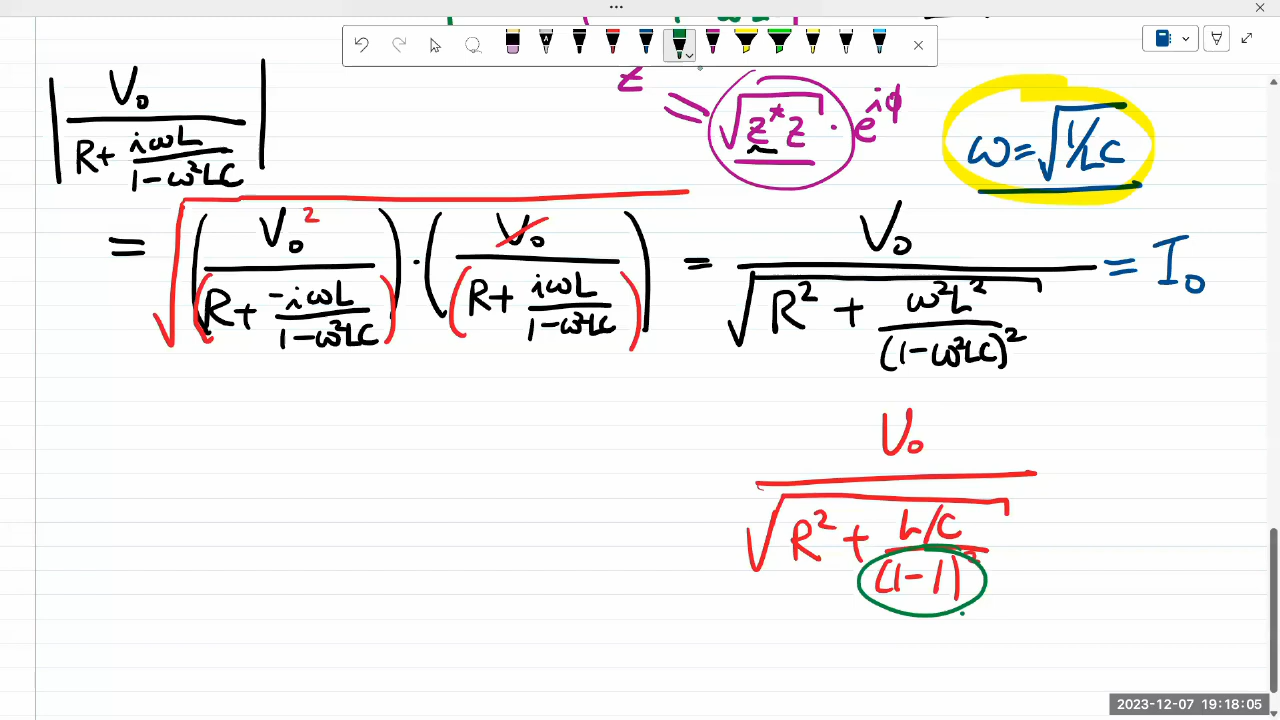 |V₀ / (R + iωL/(1-ω²LC))|
z = √(z*z) · e^{iϕ}
ω = √(1/LC)
= √((V₀² / (R + -iωL/(1-ω²LC))) · (V₀ / (R + iωL/(1-ω²LC)))) = V₀ / √(R² + ω²L²/(1-ω²LC)²) = I₀
V₀ / √(R² + L/C/(1-1)²)
2023-12-07 19:18:05